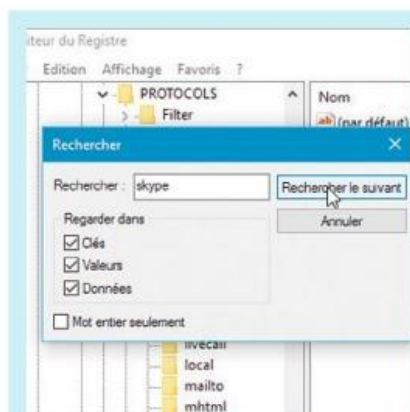 iteur du Registre
Edition Affichage Favoris ?
PROTOCOLS
Filter
Nom
ab (par défaut)
Rechercher
Rechercher : skype
Rechercher le suivant
Annuler
Regarder dans
Clés
Valeurs
Données
Mot entier seulement
livecall
local
mailto
mhtml